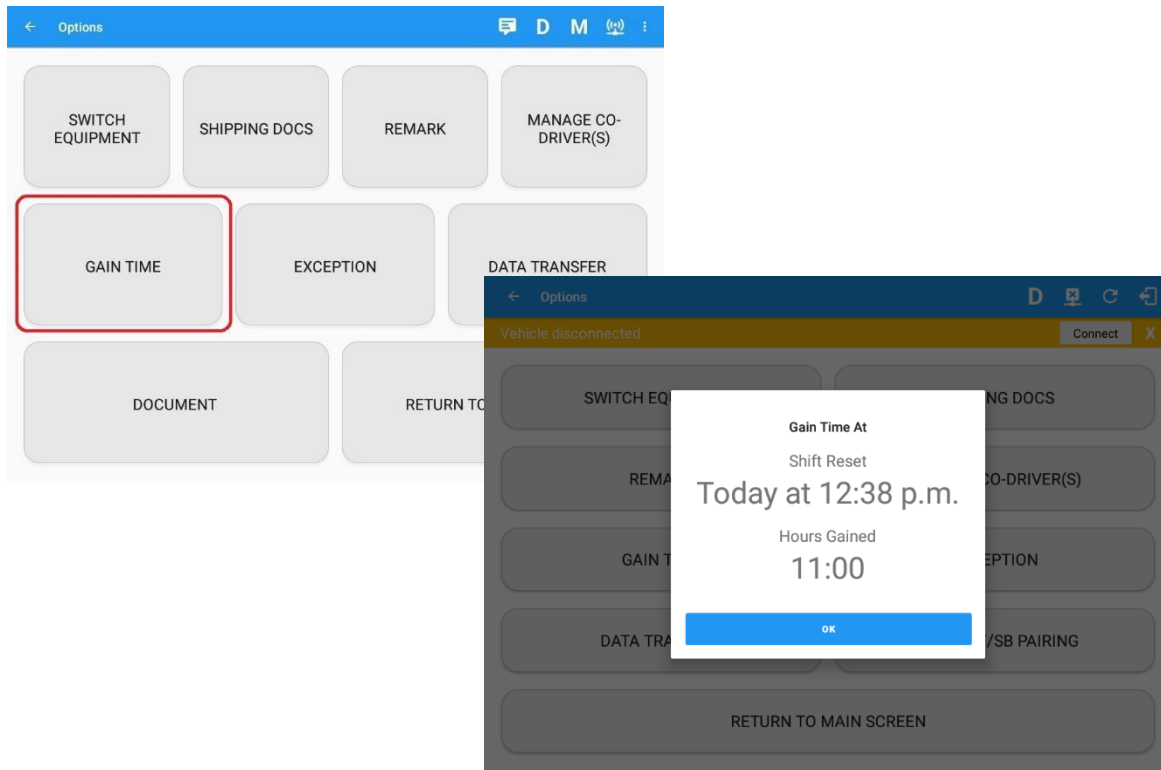 Options
D M
SWITCH
EQUIPMENT
SHIPPING DOCS
REMARK
MANAGE CO-
DRIVER(S)
GAIN TIME
EXCEPTION
DATA TRANSFER
DOCUMENT
RETURN TO
Options
D
Vehicle disconnected
Connect X
SWITCH EQ
NG DOCS
REMA
CO-DRIVER(S)
GAIN T
EPTION
DATA TRA
/SB PAIRING
RETURN TO MAIN SCREEN
Gain Time At
Shift Reset
Today at 12:38 p.m.
Hours Gained
11:00
OK